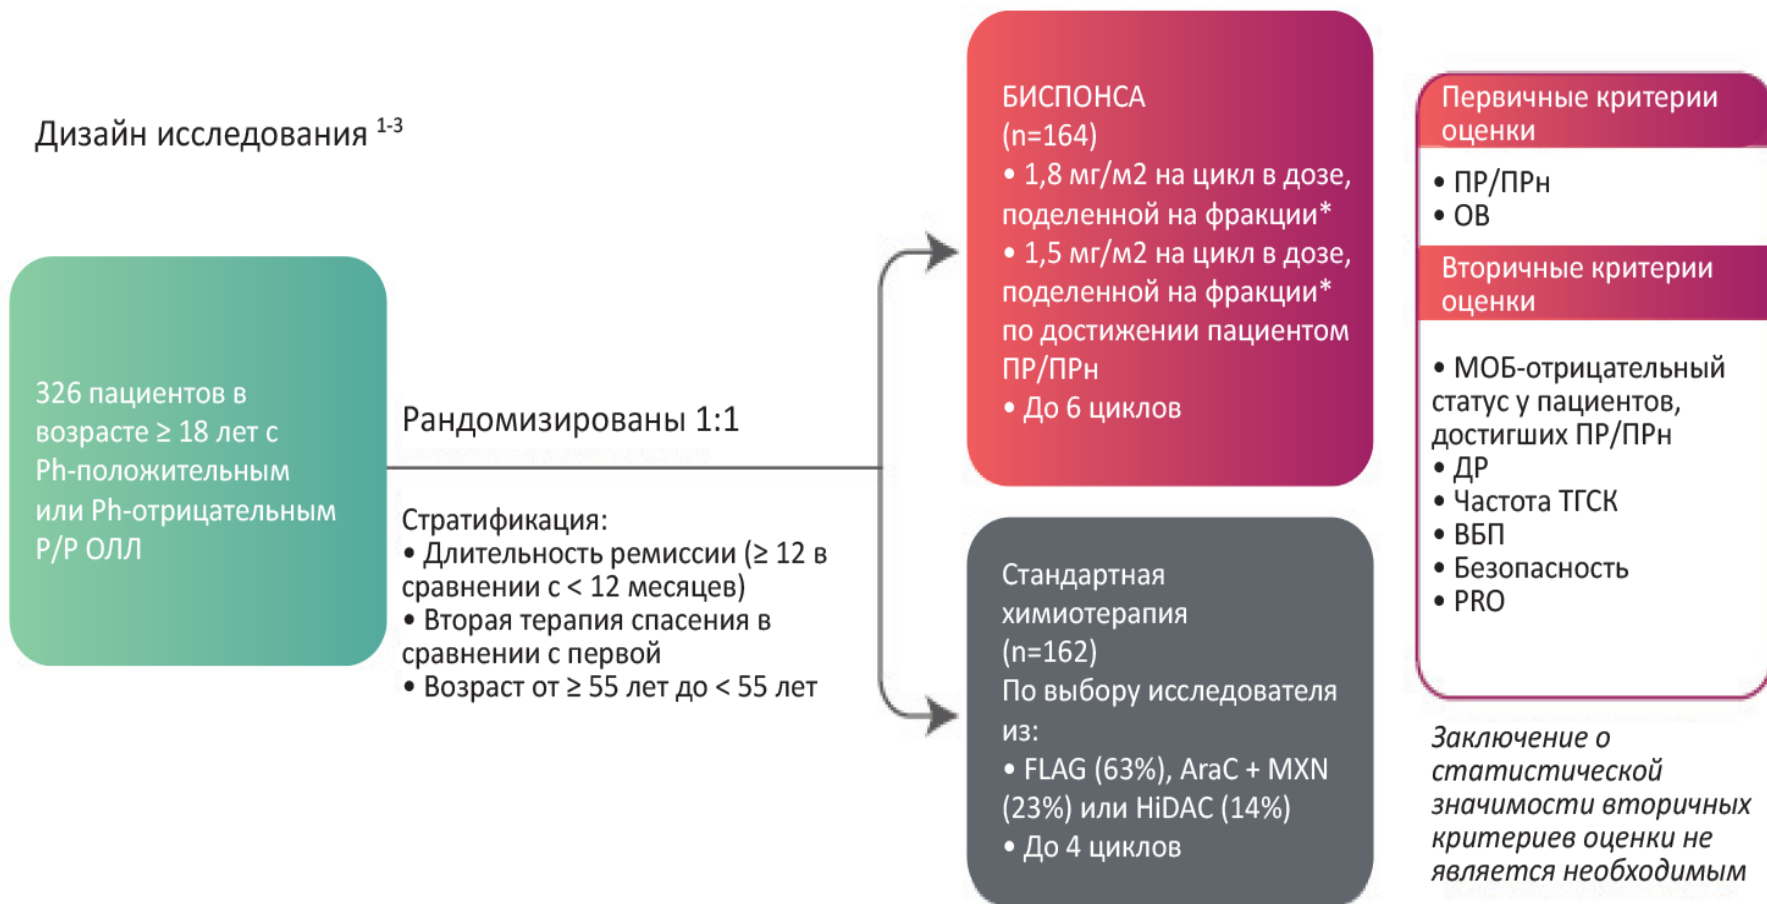 Дизайн исследования 1-3
326 пациентов в
возрасте ≥ 18 лет с
Ph-положительным
или Ph-отрицательным
Р/Р ОЛЛ
Рандомизированы 1:1
Стратификация:
• Длительность ремиссии (≥ 12 в
сравнении с < 12 месяцев)
• Вторая терапия спасения в
сравнении с первой
• Возраст от ≥ 55 лет до < 55 лет
БИСПОНСА
(n=164)
• 1,8 мг/м2 на цикл в дозе,
поделенной на фракции*
• 1,5 мг/м2 на цикл в дозе,
поделенной на фракции*
по достижении пациентом
ПР/ПРн
• До 6 циклов
Стандартная
химиотерапия
(n=162)
По выбору исследователя
из:
• FLAG (63%), AraC + MXN
(23%) или HiDAC (14%)
• До 4 циклов
Первичные критерии
оценки
• ПР/ПРн
• ОВ
Вторичные критерии
оценки
• МОБ-отрицательный
статус у пациентов,
достигших ПР/ПРн
• ДР
• Частота ТГСК
• ВБП
• Безопасность
• PRO
Заключение о
статистической
значимости вторичных
критериев оценки не
является необходимым